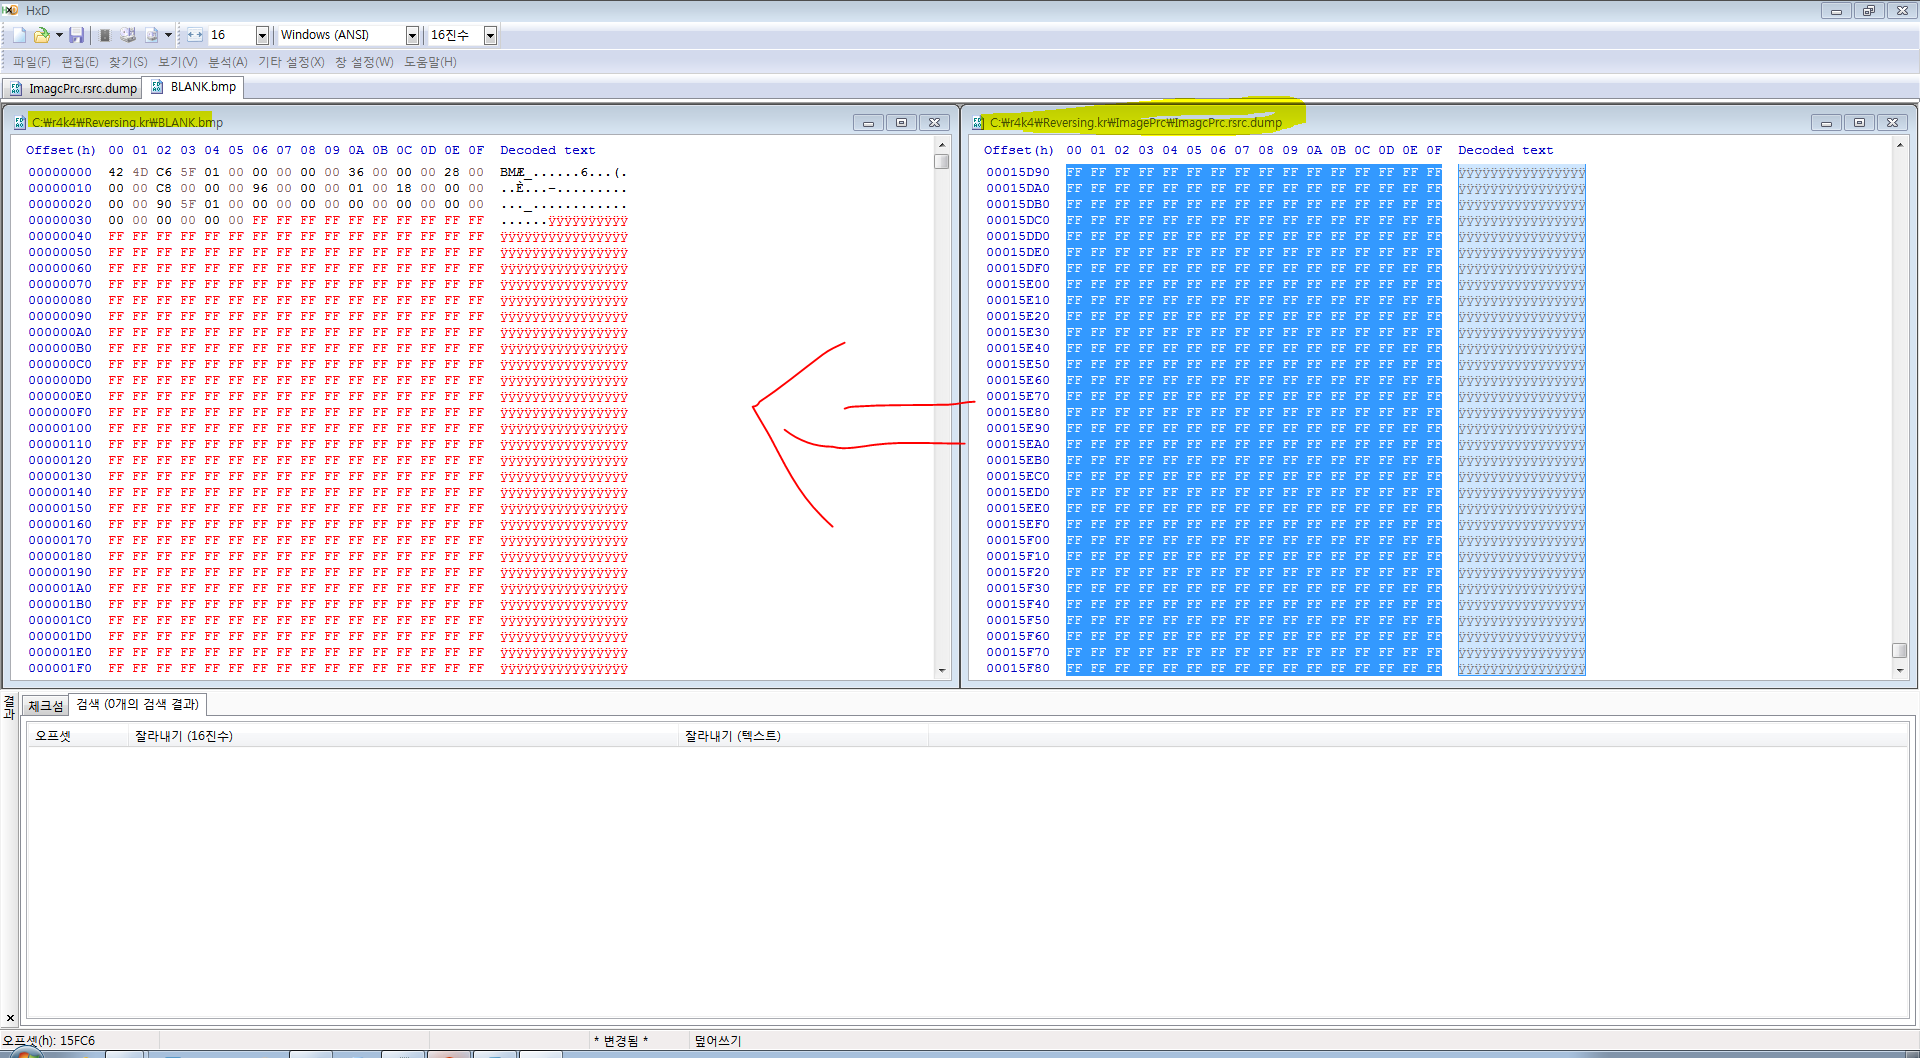 HxD
16 Windows (ANSI) 16진수
파일(F) 편집(E) 찾기(S) 보기(V) 분석(A) 기타 설정(X) 창 설정(W) 도움말(H)
ImagcPrc.rsrc.dump BLANK.bmp
C:\r4k4\Reversing.kr\BLANK.bmp
Offset(h) 00 01 02 03 04 05 06 07 08 09 0A 0B 0C 0D 0E 0F Decoded text
00000000 42 4D C6 5F 01 00 00 00 00 00 36 00 00 00 28 00 BMÆ_......6...(.
00000010 00 00 C8 00 00 00 96 00 00 00 01 00 18 00 00 00 ..È...–.........
00000020 00 00 90 5F 01 00 00 00 00 00 00 00 00 00 00 00 ..._............
00000030 00 00 00 00 00 00 FF FF FF FF FF FF FF FF FF FF ......ÿÿÿÿÿÿÿÿÿÿ
00000040 FF FF FF FF FF FF FF FF FF FF FF FF FF FF FF FF ÿÿÿÿÿÿÿÿÿÿÿÿÿÿÿÿ
00000050 FF FF FF FF FF FF FF FF FF FF FF FF FF FF FF FF ÿÿÿÿÿÿÿÿÿÿÿÿÿÿÿÿ
00000060 FF FF FF FF FF FF FF FF FF FF FF FF FF FF FF FF ÿÿÿÿÿÿÿÿÿÿÿÿÿÿÿÿ
00000070 FF FF FF FF FF FF FF FF FF FF FF FF FF FF FF FF ÿÿÿÿÿÿÿÿÿÿÿÿÿÿÿÿ
00000080 FF FF FF FF FF FF FF FF FF FF FF FF FF FF FF FF ÿÿÿÿÿÿÿÿÿÿÿÿÿÿÿÿ
00000090 FF FF FF FF FF FF FF FF FF FF FF FF FF FF FF FF ÿÿÿÿÿÿÿÿÿÿÿÿÿÿÿÿ
000000A0 FF FF FF FF FF FF FF FF FF FF FF FF FF FF FF FF ÿÿÿÿÿÿÿÿÿÿÿÿÿÿÿÿ
000000B0 FF FF FF FF FF FF FF FF FF FF FF FF FF FF FF FF ÿÿÿÿÿÿÿÿÿÿÿÿÿÿÿÿ
000000C0 FF FF FF FF FF FF FF FF FF FF FF FF FF FF FF FF ÿÿÿÿÿÿÿÿÿÿÿÿÿÿÿÿ
000000D0 FF FF FF FF FF FF FF FF FF FF FF FF FF FF FF FF ÿÿÿÿÿÿÿÿÿÿÿÿÿÿÿÿ
000000E0 FF FF FF FF FF FF FF FF FF FF FF FF FF FF FF FF ÿÿÿÿÿÿÿÿÿÿÿÿÿÿÿÿ
000000F0 FF FF FF FF FF FF FF FF FF FF FF FF FF FF FF FF ÿÿÿÿÿÿÿÿÿÿÿÿÿÿÿÿ
00000100 FF FF FF FF FF FF FF FF FF FF FF FF FF FF FF FF ÿÿÿÿÿÿÿÿÿÿÿÿÿÿÿÿ
00000110 FF FF FF FF FF FF FF FF FF FF FF FF FF FF FF FF ÿÿÿÿÿÿÿÿÿÿÿÿÿÿÿÿ
00000120 FF FF FF FF FF FF FF FF FF FF FF FF FF FF FF FF ÿÿÿÿÿÿÿÿÿÿÿÿÿÿÿÿ
00000130 FF FF FF FF FF FF FF FF FF FF FF FF FF FF FF FF ÿÿÿÿÿÿÿÿÿÿÿÿÿÿÿÿ
00000140 FF FF FF FF FF FF FF FF FF FF FF FF FF FF FF FF ÿÿÿÿÿÿÿÿÿÿÿÿÿÿÿÿ
00000150 FF FF FF FF FF FF FF FF FF FF FF FF FF FF FF FF ÿÿÿÿÿÿÿÿÿÿÿÿÿÿÿÿ
00000160 FF FF FF FF FF FF FF FF FF FF FF FF FF FF FF FF ÿÿÿÿÿÿÿÿÿÿÿÿÿÿÿÿ
00000170 FF FF FF FF FF FF FF FF FF FF FF FF FF FF FF FF ÿÿÿÿÿÿÿÿÿÿÿÿÿÿÿÿ
00000180 FF FF FF FF FF FF FF FF FF FF FF FF FF FF FF FF ÿÿÿÿÿÿÿÿÿÿÿÿÿÿÿÿ
00000190 FF FF FF FF FF FF FF FF FF FF FF FF FF FF FF FF ÿÿÿÿÿÿÿÿÿÿÿÿÿÿÿÿ
000001A0 FF FF FF FF FF FF FF FF FF FF FF FF FF FF FF FF ÿÿÿÿÿÿÿÿÿÿÿÿÿÿÿÿ
000001B0 FF FF FF FF FF FF FF FF FF FF FF FF FF FF FF FF ÿÿÿÿÿÿÿÿÿÿÿÿÿÿÿÿ
000001C0 FF FF FF FF FF FF FF FF FF FF FF FF FF FF FF FF ÿÿÿÿÿÿÿÿÿÿÿÿÿÿÿÿ
000001D0 FF FF FF FF FF FF FF FF FF FF FF FF FF FF FF FF ÿÿÿÿÿÿÿÿÿÿÿÿÿÿÿÿ
000001E0 FF FF FF FF FF FF FF FF FF FF FF FF FF FF FF FF ÿÿÿÿÿÿÿÿÿÿÿÿÿÿÿÿ
000001F0 FF FF FF FF FF FF FF FF FF FF FF FF FF FF FF FF ÿÿÿÿÿÿÿÿÿÿÿÿÿÿÿÿ
C:\r4k4\Reversing.kr\ImagePrc\ImagcPrc.rsrc.dump
Offset(h) 00 01 02 03 04 05 06 07 08 09 0A 0B 0C 0D 0E 0F Decoded text
00015D90 FF FF FF FF FF FF FF FF FF FF FF FF FF FF FF FF ÿÿÿÿÿÿÿÿÿÿÿÿÿÿÿÿ
00015DA0 FF FF FF FF FF FF FF FF FF FF FF FF FF FF FF FF ÿÿÿÿÿÿÿÿÿÿÿÿÿÿÿÿ
00015DB0 FF FF FF FF FF FF FF FF FF FF FF FF FF FF FF FF ÿÿÿÿÿÿÿÿÿÿÿÿÿÿÿÿ
00015DC0 FF FF FF FF FF FF FF FF FF FF FF FF FF FF FF FF ÿÿÿÿÿÿÿÿÿÿÿÿÿÿÿÿ
00015DD0 FF FF FF FF FF FF FF FF FF FF FF FF FF FF FF FF ÿÿÿÿÿÿÿÿÿÿÿÿÿÿÿÿ
00015DE0 FF FF FF FF FF FF FF FF FF FF FF FF FF FF FF FF ÿÿÿÿÿÿÿÿÿÿÿÿÿÿÿÿ
00015DF0 FF FF FF FF FF FF FF FF FF FF FF FF FF FF FF FF ÿÿÿÿÿÿÿÿÿÿÿÿÿÿÿÿ
00015E00 FF FF FF FF FF FF FF FF FF FF FF FF FF FF FF FF ÿÿÿÿÿÿÿÿÿÿÿÿÿÿÿÿ
00015E10 FF FF FF FF FF FF FF FF FF FF FF FF FF FF FF FF ÿÿÿÿÿÿÿÿÿÿÿÿÿÿÿÿ
00015E20 FF FF FF FF FF FF FF FF FF FF FF FF FF FF FF FF ÿÿÿÿÿÿÿÿÿÿÿÿÿÿÿÿ
00015E30 FF FF FF FF FF FF FF FF FF FF FF FF FF FF FF FF ÿÿÿÿÿÿÿÿÿÿÿÿÿÿÿÿ
00015E40 FF FF FF FF FF FF FF FF FF FF FF FF FF FF FF FF ÿÿÿÿÿÿÿÿÿÿÿÿÿÿÿÿ
00015E50 FF FF FF FF FF FF FF FF FF FF FF FF FF FF FF FF ÿÿÿÿÿÿÿÿÿÿÿÿÿÿÿÿ
00015E60 FF FF FF FF FF FF FF FF FF FF FF FF FF FF FF FF ÿÿÿÿÿÿÿÿÿÿÿÿÿÿÿÿ
00015E70 FF FF FF FF FF FF FF FF FF FF FF FF FF FF FF FF ÿÿÿÿÿÿÿÿÿÿÿÿÿÿÿÿ
00015E80 FF FF FF FF FF FF FF FF FF FF FF FF FF FF FF FF ÿÿÿÿÿÿÿÿÿÿÿÿÿÿÿÿ
00015E90 FF FF FF FF FF FF FF FF FF FF FF FF FF FF FF FF ÿÿÿÿÿÿÿÿÿÿÿÿÿÿÿÿ
00015EA0 FF FF FF FF FF FF FF FF FF FF FF FF FF FF FF FF ÿÿÿÿÿÿÿÿÿÿÿÿÿÿÿÿ
00015EB0 FF FF FF FF FF FF FF FF FF FF FF FF FF FF FF FF ÿÿÿÿÿÿÿÿÿÿÿÿÿÿÿÿ
00015EC0 FF FF FF FF FF FF FF FF FF FF FF FF FF FF FF FF ÿÿÿÿÿÿÿÿÿÿÿÿÿÿÿÿ
00015ED0 FF FF FF FF FF FF FF FF FF FF FF FF FF FF FF FF ÿÿÿÿÿÿÿÿÿÿÿÿÿÿÿÿ
00015EE0 FF FF FF FF FF FF FF FF FF FF FF FF FF FF FF FF ÿÿÿÿÿÿÿÿÿÿÿÿÿÿÿÿ
00015EF0 FF FF FF FF FF FF FF FF FF FF FF FF FF FF FF FF ÿÿÿÿÿÿÿÿÿÿÿÿÿÿÿÿ
00015F00 FF FF FF FF FF FF FF FF FF FF FF FF FF FF FF FF ÿÿÿÿÿÿÿÿÿÿÿÿÿÿÿÿ
00015F10 FF FF FF FF FF FF FF FF FF FF FF FF FF FF FF FF ÿÿÿÿÿÿÿÿÿÿÿÿÿÿÿÿ
00015F20 FF FF FF FF FF FF FF FF FF FF FF FF FF FF FF FF ÿÿÿÿÿÿÿÿÿÿÿÿÿÿÿÿ
00015F30 FF FF FF FF FF FF FF FF FF FF FF FF FF FF FF FF ÿÿÿÿÿÿÿÿÿÿÿÿÿÿÿÿ
00015F40 FF FF FF FF FF FF FF FF FF FF FF FF FF FF FF FF ÿÿÿÿÿÿÿÿÿÿÿÿÿÿÿÿ
00015F50 FF FF FF FF FF FF FF FF FF FF FF FF FF FF FF FF ÿÿÿÿÿÿÿÿÿÿÿÿÿÿÿÿ
00015F60 FF FF FF FF FF FF FF FF FF FF FF FF FF FF FF FF ÿÿÿÿÿÿÿÿÿÿÿÿÿÿÿÿ
00015F70 FF FF FF FF FF FF FF FF FF FF FF FF FF FF FF FF ÿÿÿÿÿÿÿÿÿÿÿÿÿÿÿÿ
00015F80 FF FF FF FF FF FF FF FF FF FF FF FF FF FF FF FF ÿÿÿÿÿÿÿÿÿÿÿÿÿÿÿÿ
결과
체크섬 검색 (0개의 검색 결과)
오프셋 잘라내기 (16진수) 잘라내기 (텍스트)
오프셋(h): 15FC6 * 변경됨 * 덮어쓰기